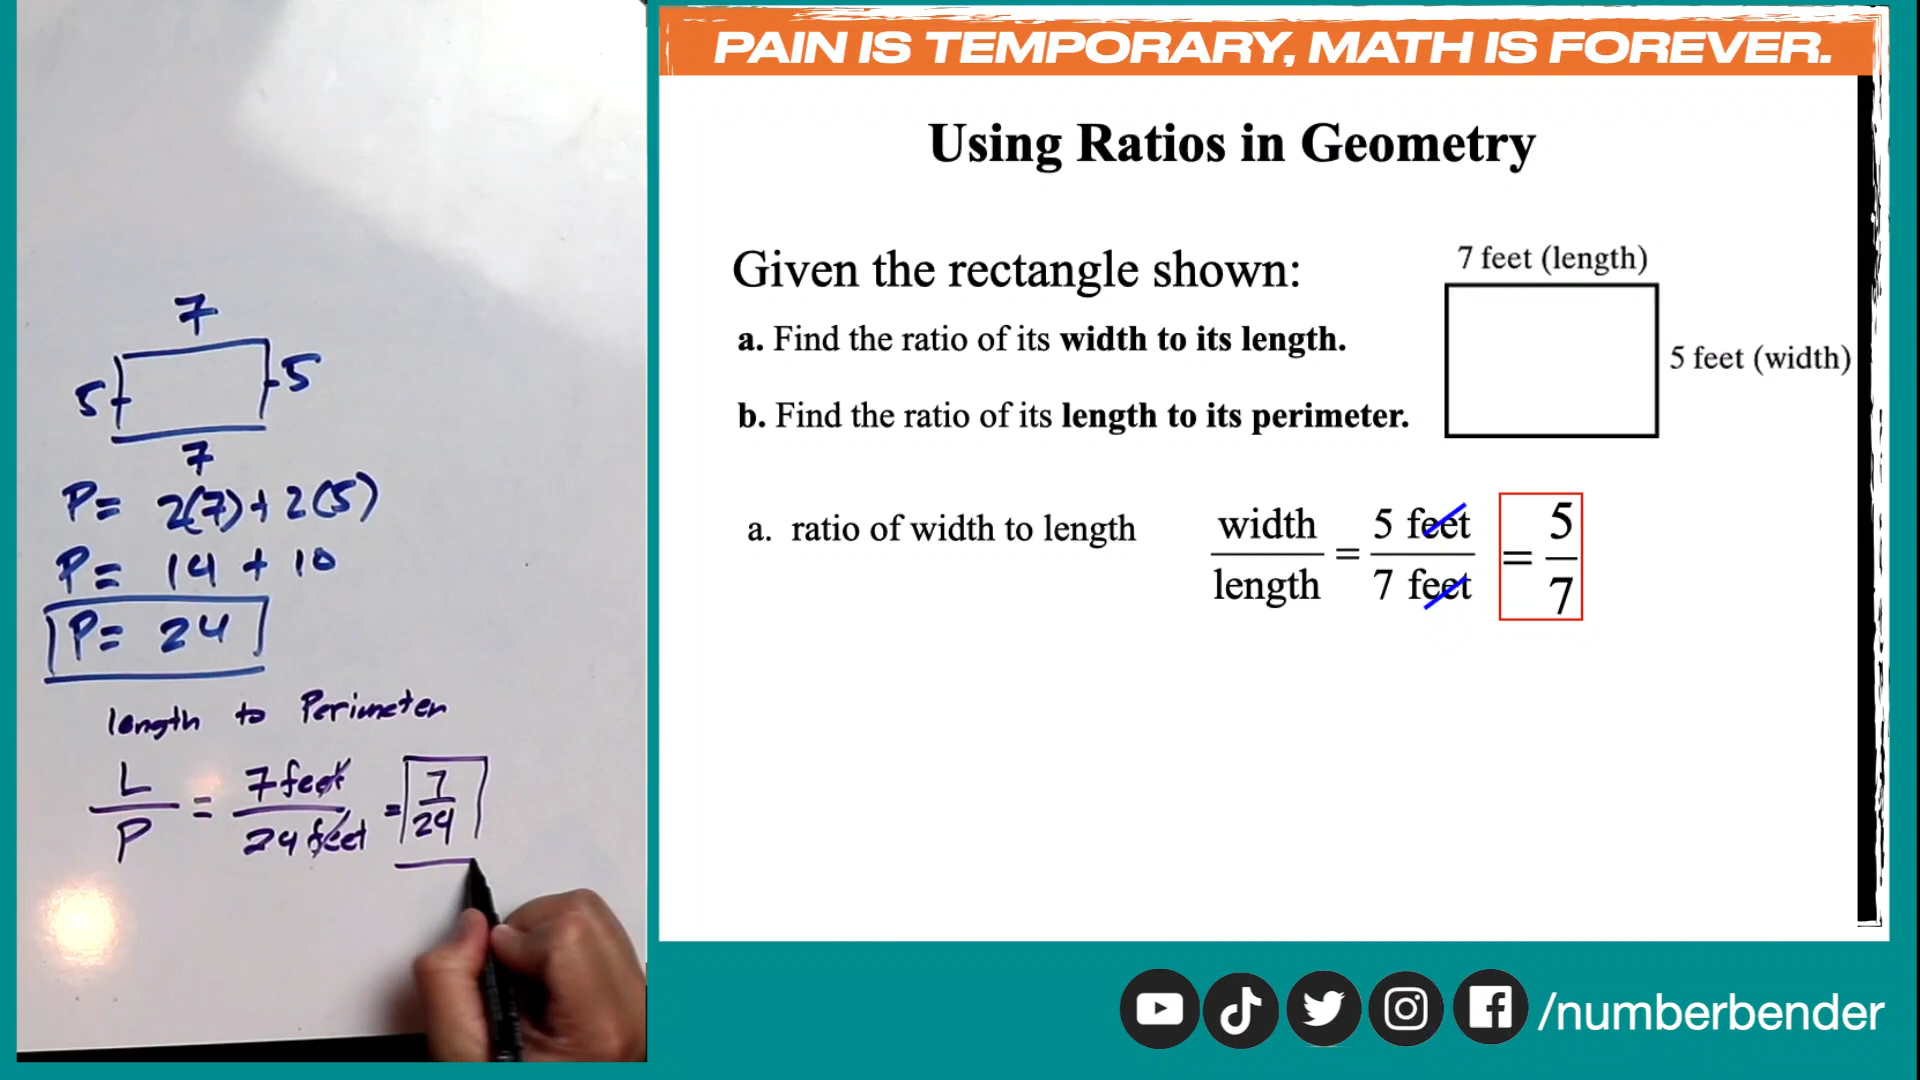 7
5 5
7
P= 2(7)+2(5)
P= 14 + 10
P= 24
length to Perimeter
L/P = 7 feet/24 feet = 7/24
PAIN IS TEMPORARY, MATH IS FOREVER.
Using Ratios in Geometry
Given the rectangle shown:
a. Find the ratio of its width to its length.
b. Find the ratio of its length to its perimeter.
7 feet (length)
5 feet (width)
a. ratio of width to length
width/length = 5 feet/7 feet = 5/7
/numberbender